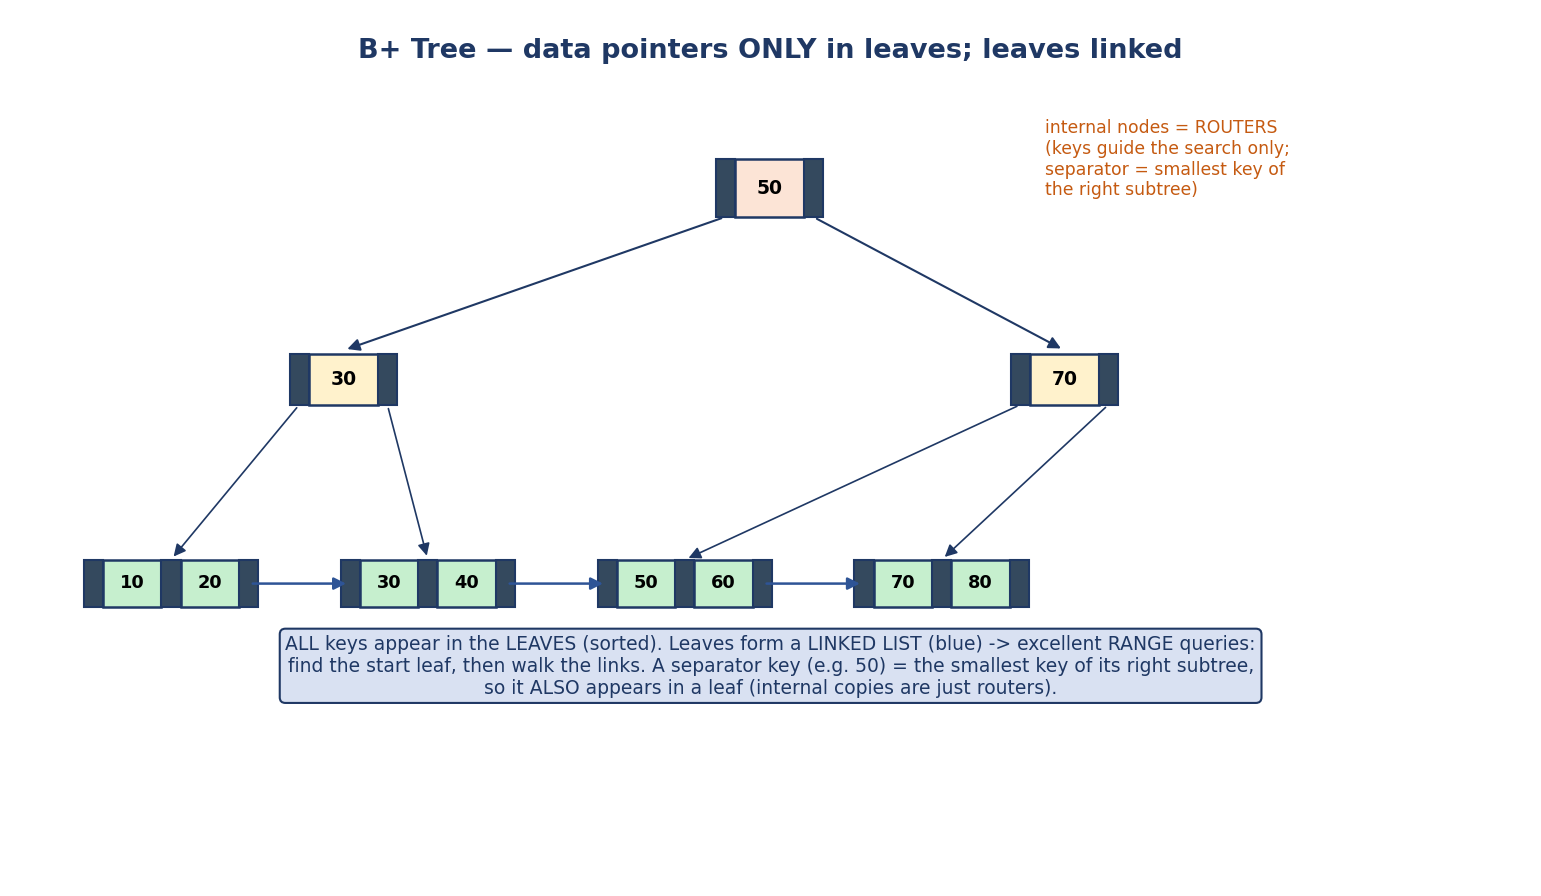 B+ Tree — data pointers ONLY in leaves; leaves linked
internal nodes = ROUTERS
(keys guide the search only;
separator = smallest key of
the right subtree)
50
30
70
10 20 30 40 50 60 70 80
ALL keys appear in the LEAVES (sorted). Leaves form a LINKED LIST (blue) -> excellent RANGE queries:
find the start leaf, then walk the links. A separator key (e.g. 50) = the smallest key of its right subtree,
so it ALSO appears in a leaf (internal copies are just routers).